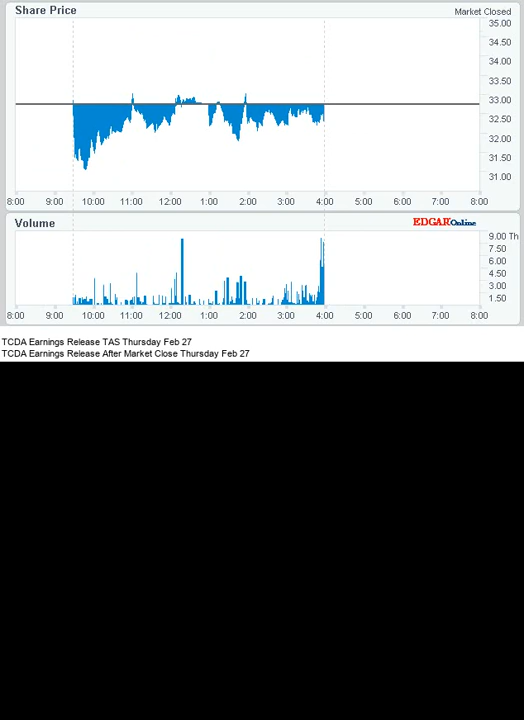 Share Price
Market Closed
35.00
34.50
34.00
33.50
33.00
32.50
32.00
31.50
31.00
8:00 9:00 10:00 11:00 12:00 1:00 2:00 3:00 4:00 5:00 6:00 7:00 8:00
Volume
EDGAROnline
9.00 Th
7.50
6.00
4.50
3.00
1.50
8:00 9:00 10:00 11:00 12:00 1:00 2:00 3:00 4:00 5:00 6:00 7:00 8:00
TCDA Earnings Release TAS Thursday Feb 27
TCDA Earnings Release After Market Close Thursday Feb 27